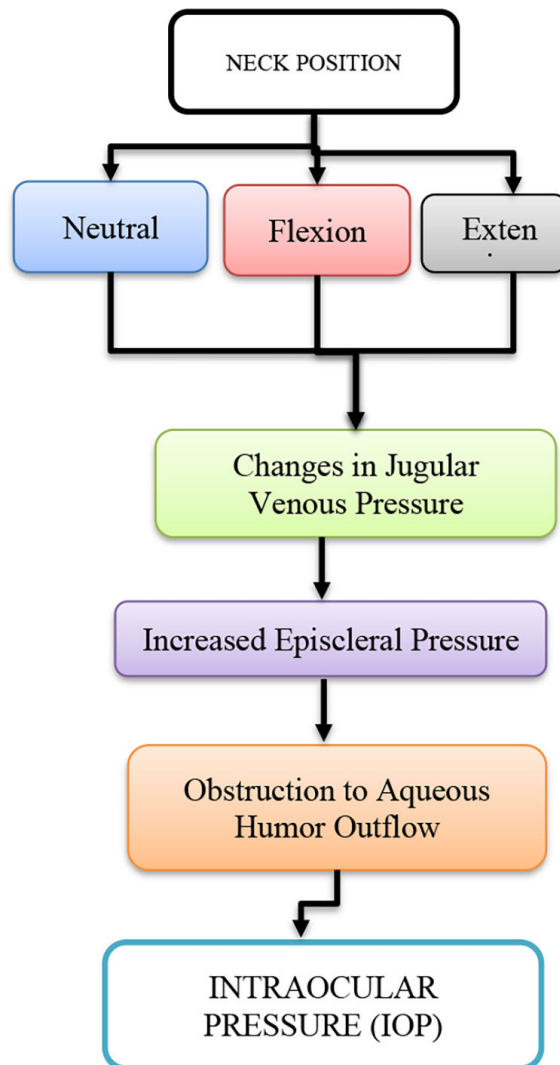 NECK POSITION
Neutral
Flexion
Exten
.
Changes in Jugular
Venous Pressure
Increased Episcleral Pressure
Obstruction to Aqueous
Humor Outflow
INTRAOCULAR
PRESSURE (IOP)